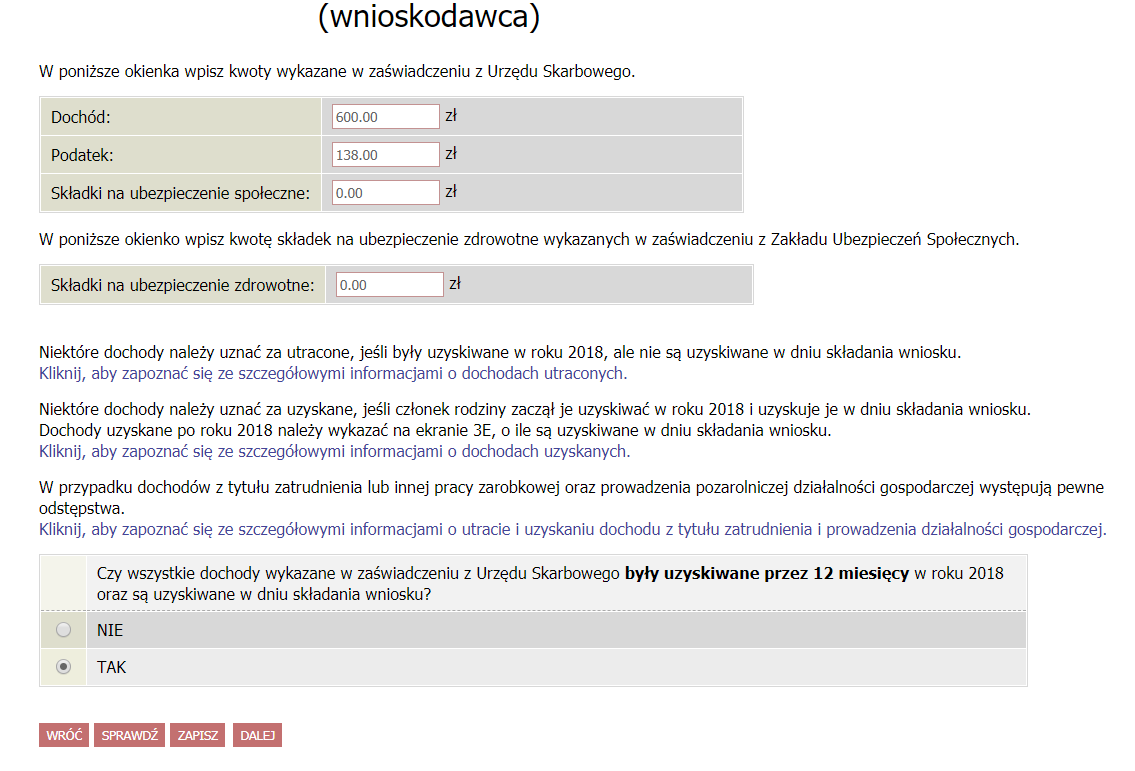 (wnioskodawca)
W poniższe okienka wpisz kwoty wykazane w zaświadczeniu z Urzędu Skarbowego.
Dochód: 600.00 zł
Podatek: 138.00 zł
Składki na ubezpieczenie społeczne: 0.00 zł
W poniższe okienko wpisz kwotę składek na ubezpieczenie zdrowotne wykazanych w zaświadczeniu z Zakładu Ubezpieczeń Społecznych.
Składki na ubezpieczenie zdrowotne: 0.00 zł
Niektóre dochody należy uznać za utracone, jeśli były uzyskiwane w roku 2018, ale nie są uzyskiwane w dniu składania wniosku.
Kliknij, aby zapoznać się ze szczegółowymi informacjami o dochodach utraconych.
Niektóre dochody należy uznać za uzyskane, jeśli członek rodziny zaczął je uzyskiwać w roku 2018 i uzyskuje je w dniu składania wniosku.
Dochody uzyskane po roku 2018 należy wykazać na ekranie 3E, o ile są uzyskiwane w dniu składania wniosku.
Kliknij, aby zapoznać się ze szczegółowymi informacjami o dochodach uzyskanych.
W przypadku dochodów z tytułu zatrudnienia lub innej pracy zarobkowej oraz prowadzenia pozarolniczej działalności gospodarczej występują pewne
odstępstwa.
Kliknij, aby zapoznać się ze szczegółowymi informacjami o utracie i uzyskaniu dochodu z tytułu zatrudnienia i prowadzenia działalności gospodarczej.
Czy wszystkie dochody wykazane w zaświadczeniu z Urzędu Skarbowego były uzyskiwane przez 12 miesięcy w roku 2018
oraz są uzyskiwane w dniu składania wniosku?
NIE
TAK
WRÓĆ SPRAWDŹ ZAPISZ DALEJ